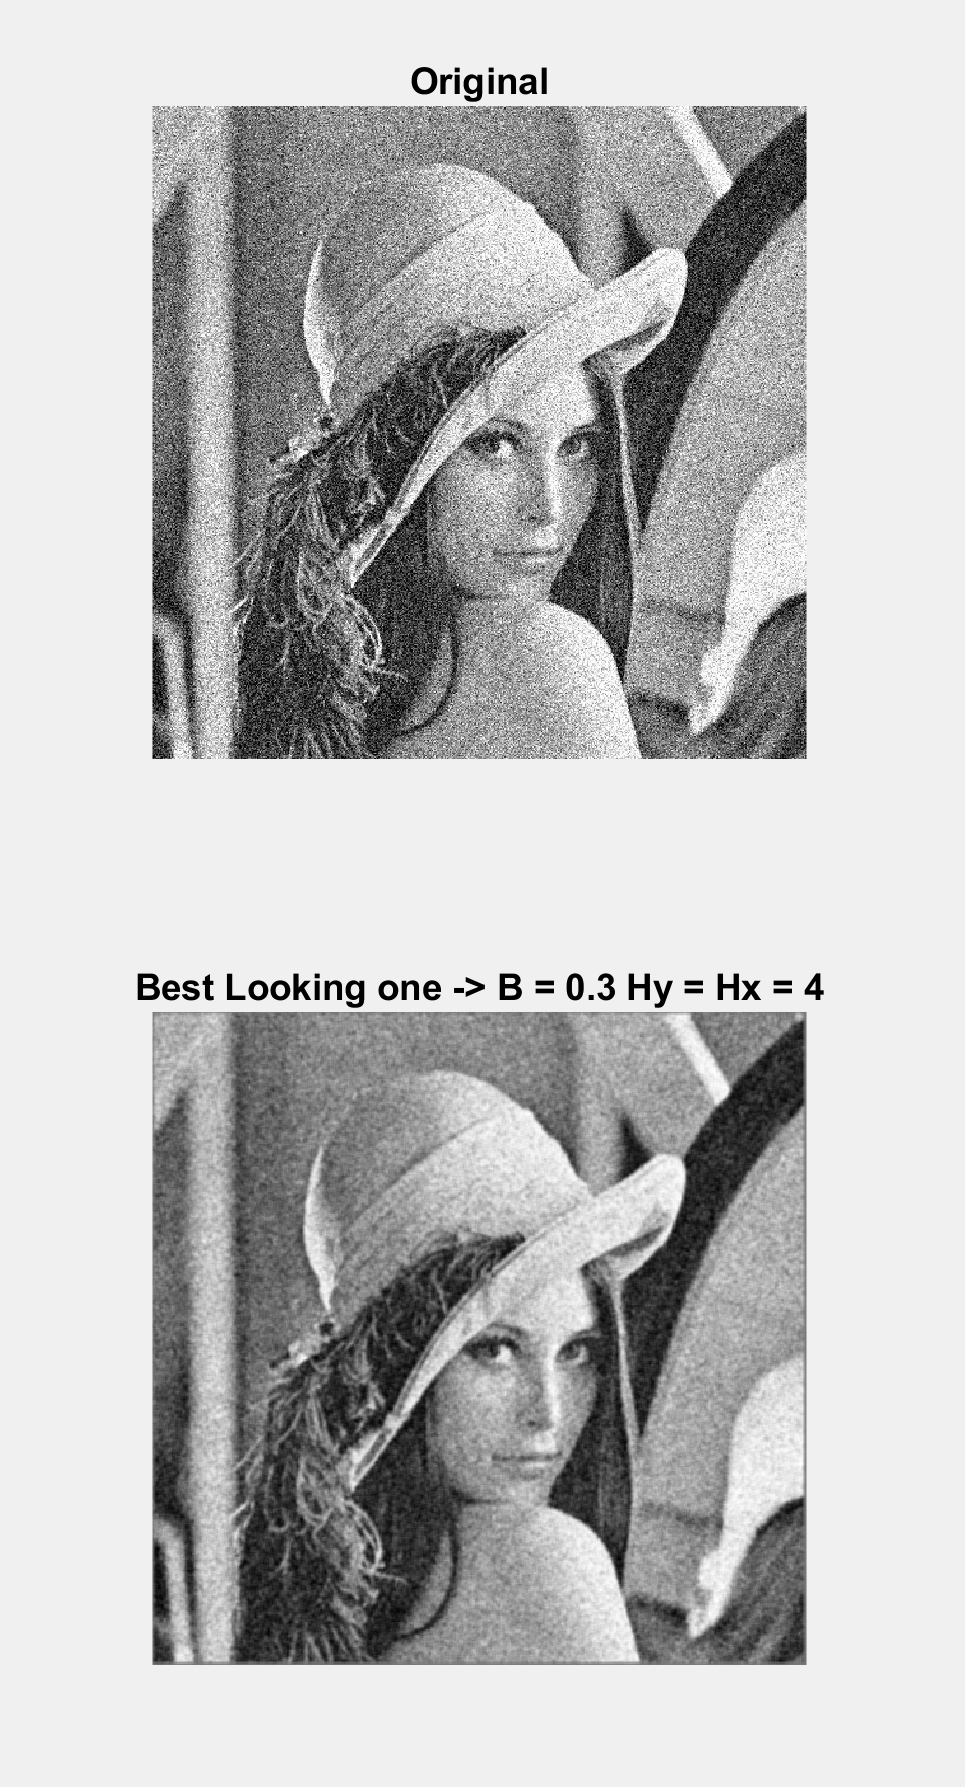 Original
Best Looking one -> B = 0.3 Hy = Hx = 4